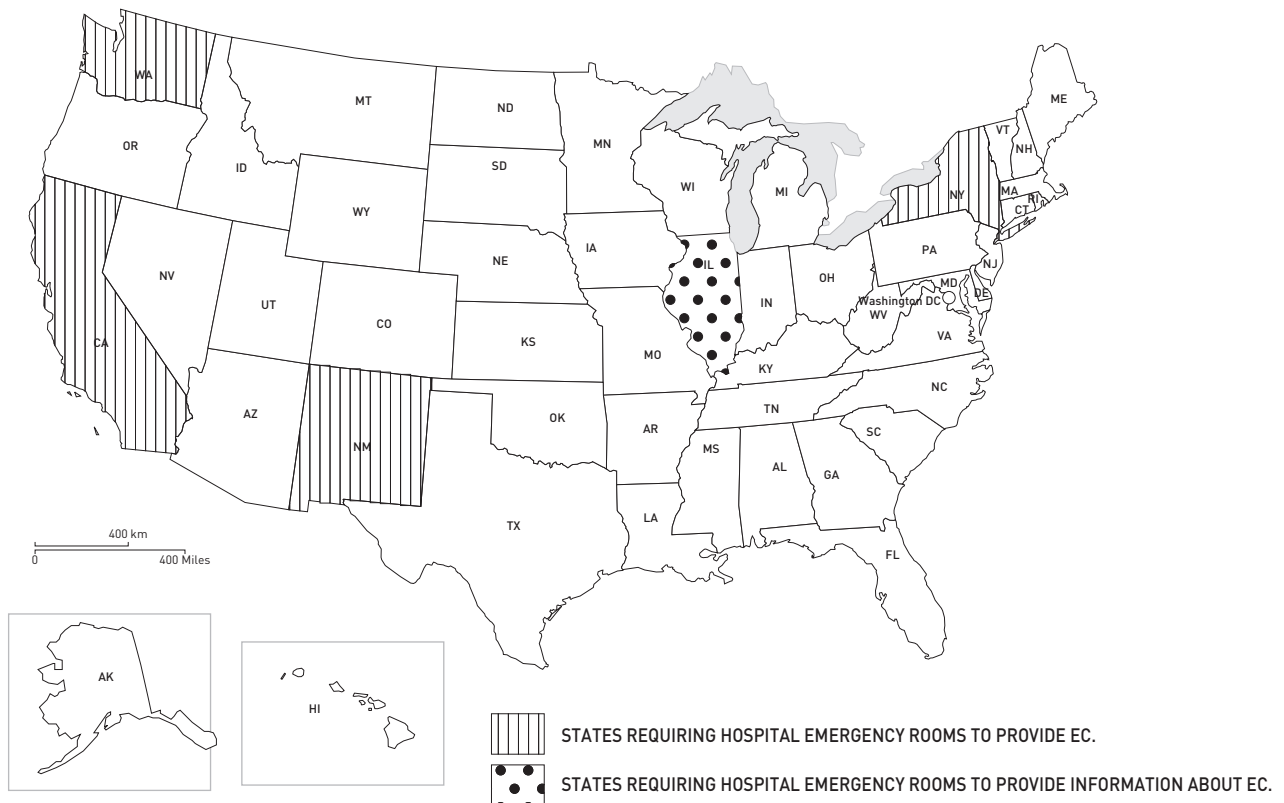 WA
MT
ND
MN
ME
OR
ID
SD
WI
MI
VT
NH
NY
MA
RI
CT
WY
IA
NE
IL
PA
NJ
NV
UT
CO
IN
OH
MD
DE
Washington DC
WV
VA
CA
KS
MO
KY
AZ
NM
OK
AR
TN
NC
SC
MS
AL
GA
TX
LA
FL
400 km
0
400 Miles
AK
HI
STATES REQUIRING HOSPITAL EMERGENCY ROOMS TO PROVIDE EC.
STATES REQUIRING HOSPITAL EMERGENCY ROOMS TO PROVIDE INFORMATION ABOUT EC.